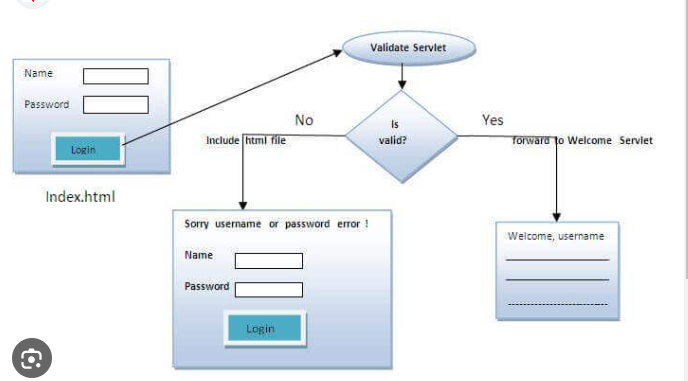 Validate Servlet
Name
Password
Login
Index.html
Is
valid?
No
Include html file
Yes
forward to Welcome Servlet
Sorry username or password error !
Name
Password
Login
Welcome, username